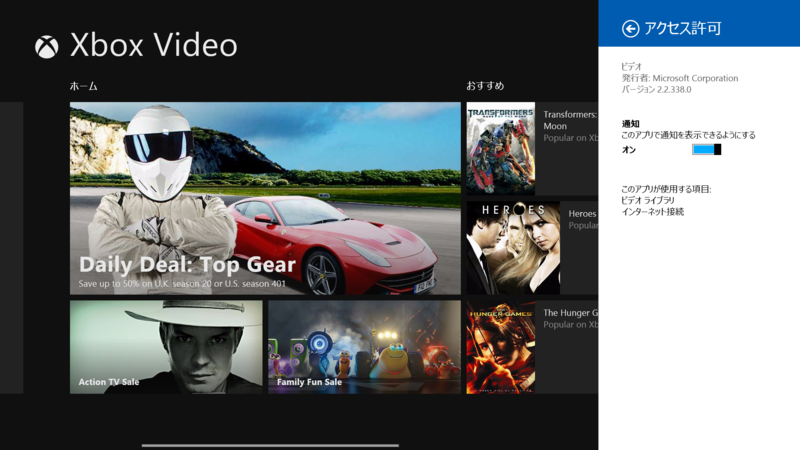 Xbox Video
ホーム
おすすめ
Daily Deal: Top Gear
Save up to 50% on U.K. season 20 or U.S. season 401
Action TV Sale
Family Fun Sale
TRANSFORMERS
Transformers:
Moon
Popular on Xb
HEROES
Heroes
Popular
THE HUNGER GAMES
The Hunger G
Popular on Xb
アクセス許可
ビデオ
発行者: Microsoft Corporation
バージョン 2.2.338.0
通知
このアプリで通知を表示できるようにする
オン
このアプリが使用する項目:
ビデオ ライブラリ
インターネット接続